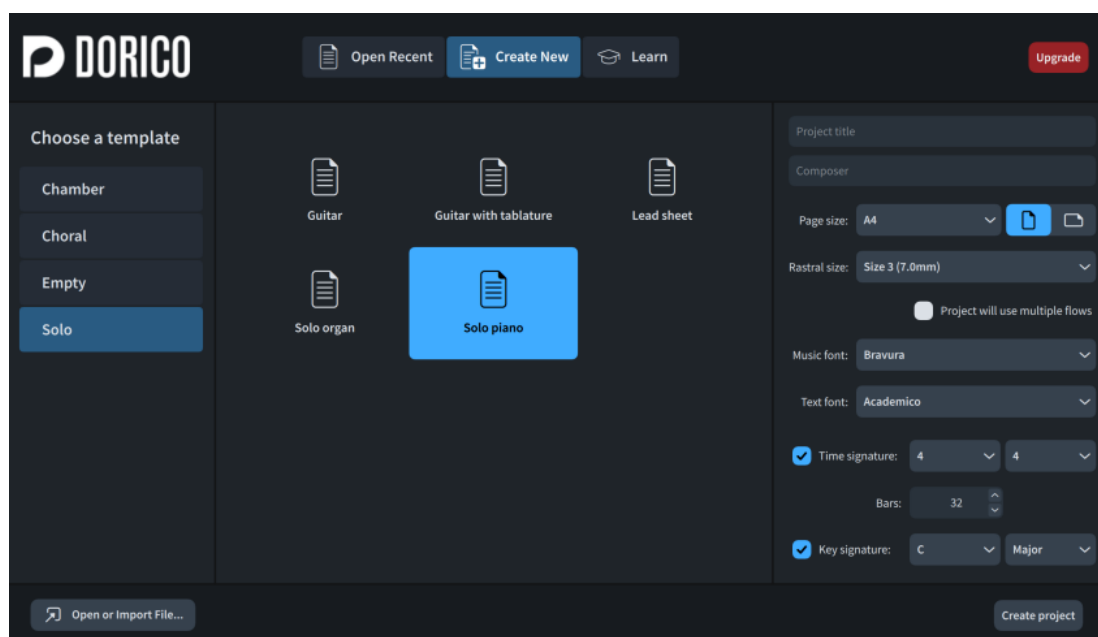 DORICO
Open Recent
Create New
Learn
Upgrade
Choose a template
Chamber
Choral
Empty
Solo
Guitar
Guitar with tablature
Lead sheet
Solo organ
Solo piano
Project title
Composer
Page size: A4
Rastral size: Size 3 (7.0mm)
Project will use multiple flows
Music font: Bravura
Text font: Academico
Time signature: 4 4
Bars: 32
Key signature: C Major
Open or Import File...
Create project